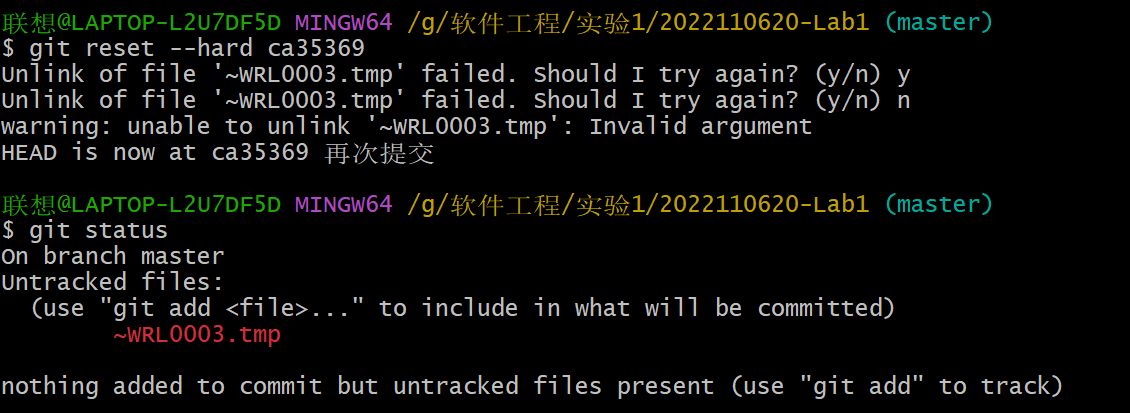 联想@LAPTOP-L2U7DF5D MINGW64 /g/软件工程/实验1/2022110620-Lab1 (master)
$ git reset --hard ca35369
Unlink of file '~WRL0003.tmp' failed. Should I try again? (y/n) y
Unlink of file '~WRL0003.tmp' failed. Should I try again? (y/n) n
warning: unable to unlink '~WRL0003.tmp': Invalid argument
HEAD is now at ca35369 再次提交
联想@LAPTOP-L2U7DF5D MINGW64 /g/软件工程/实验1/2022110620-Lab1 (master)
$ git status
On branch master
Untracked files:
  (use "git add <file>..." to include in what will be committed)
        ~WRL0003.tmp
nothing added to commit but untracked files present (use "git add" to track)